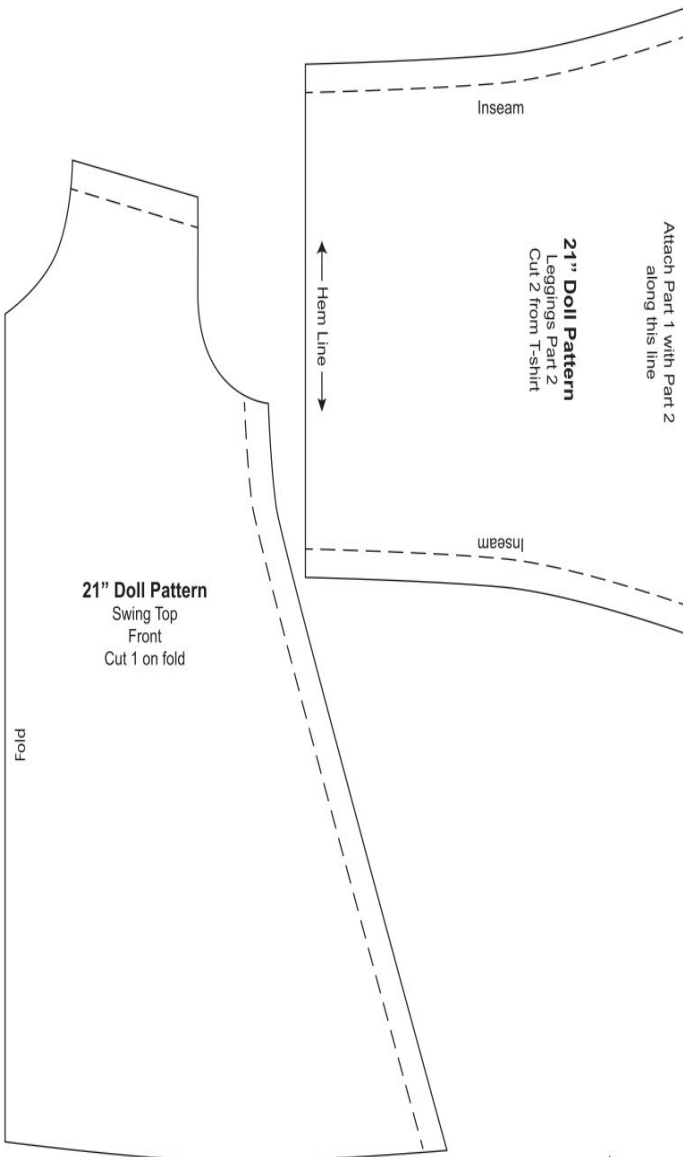 Inseam
Attach Part 1 with Part 2
along this line
21” Doll Pattern
Leggings Part 2
Cut 2 from T-shirt
Hem Line
Inseam
21” Doll Pattern
Swing Top
Front
Cut 1 on fold
Fold